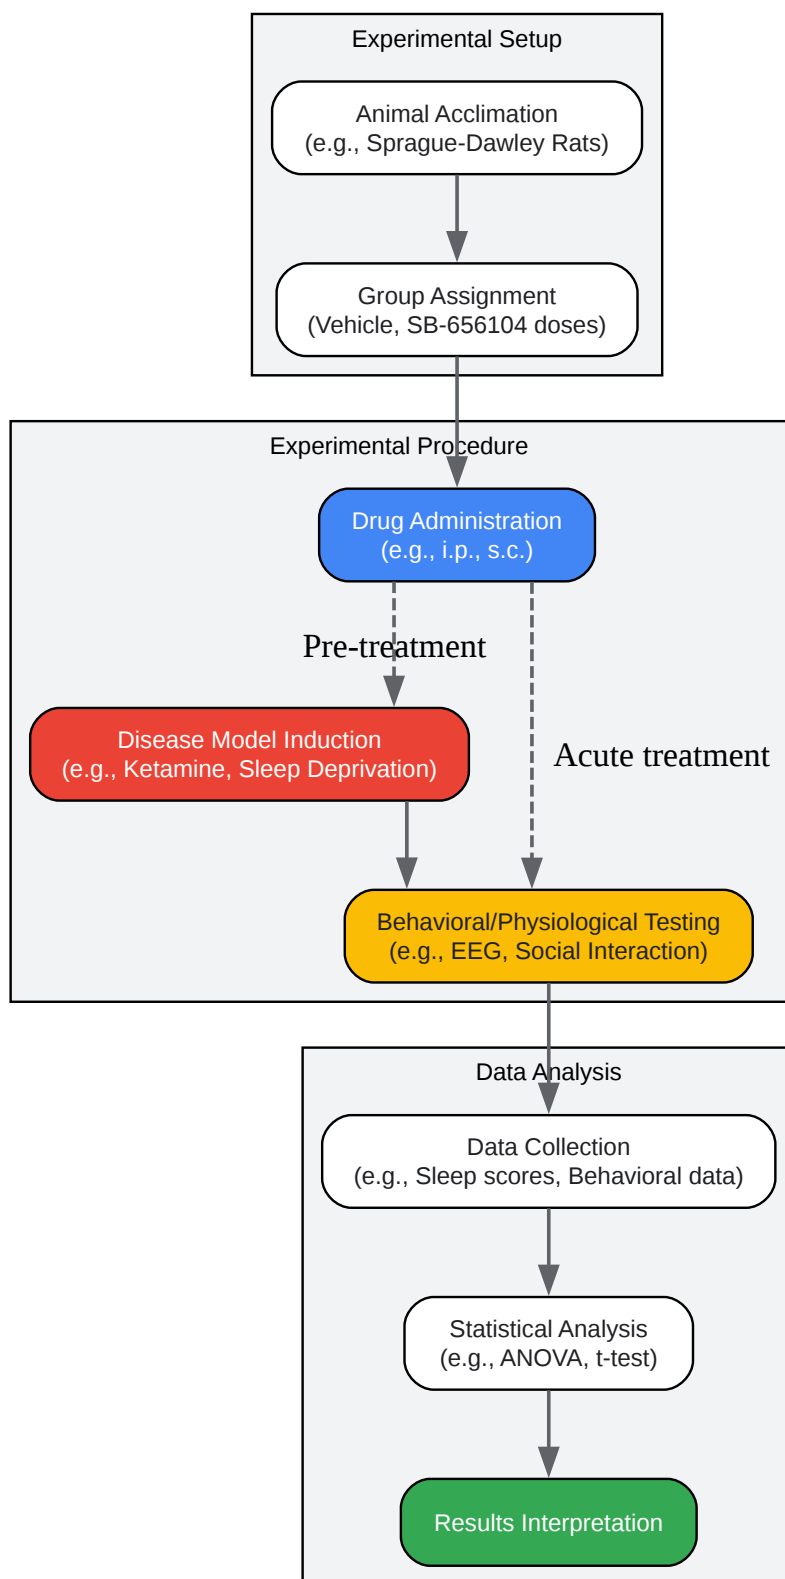 Experimental Setup
Animal Acclimation
(e.g., Sprague-Dawley Rats)
Group Assignment
(Vehicle, SB-656104 doses)
Experimental Procedure
Drug Administration
(e.g., i.p., s.c.)
Pre-treatment
Disease Model Induction
(e.g., Ketamine, Sleep Deprivation)
Acute treatment
Behavioral/Physiological Testing
(e.g., EEG, Social Interaction)
Data Analysis
Data Collection
(e.g., Sleep scores, Behavioral data)
Statistical Analysis
(e.g., ANOVA, t-test)
Results Interpretation